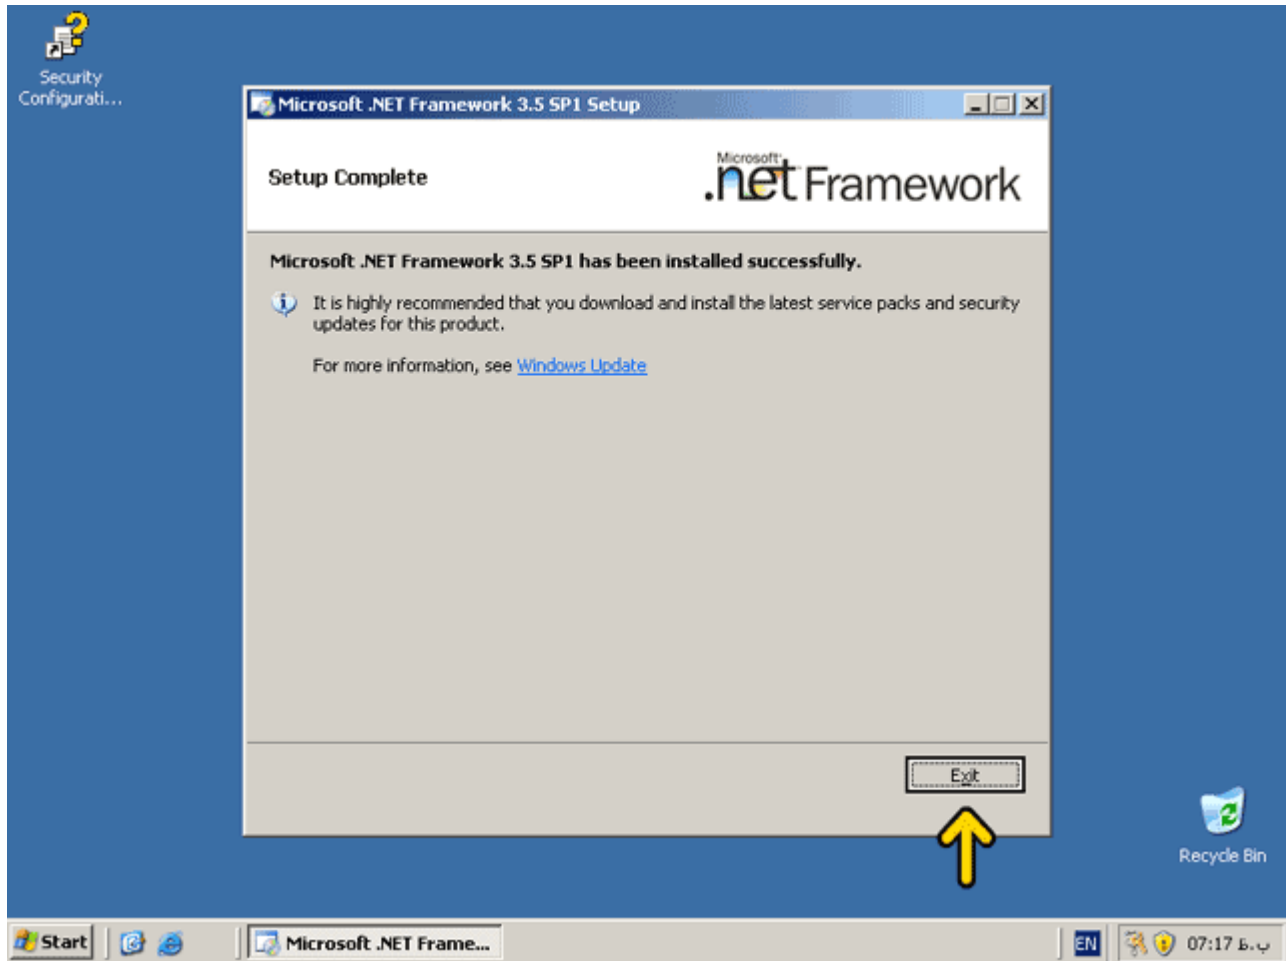 Security
Configurati...
Microsoft .NET Framework 3.5 SP1 Setup
Setup Complete
Microsoft
.net Framework
Microsoft .NET Framework 3.5 SP1 has been installed successfully.
It is highly recommended that you download and install the latest service packs and security
updates for this product.
For more information, see Windows Update
Exit
Recycle Bin
Start
Microsoft .NET Frame...
EN
07:17 ب.ظ